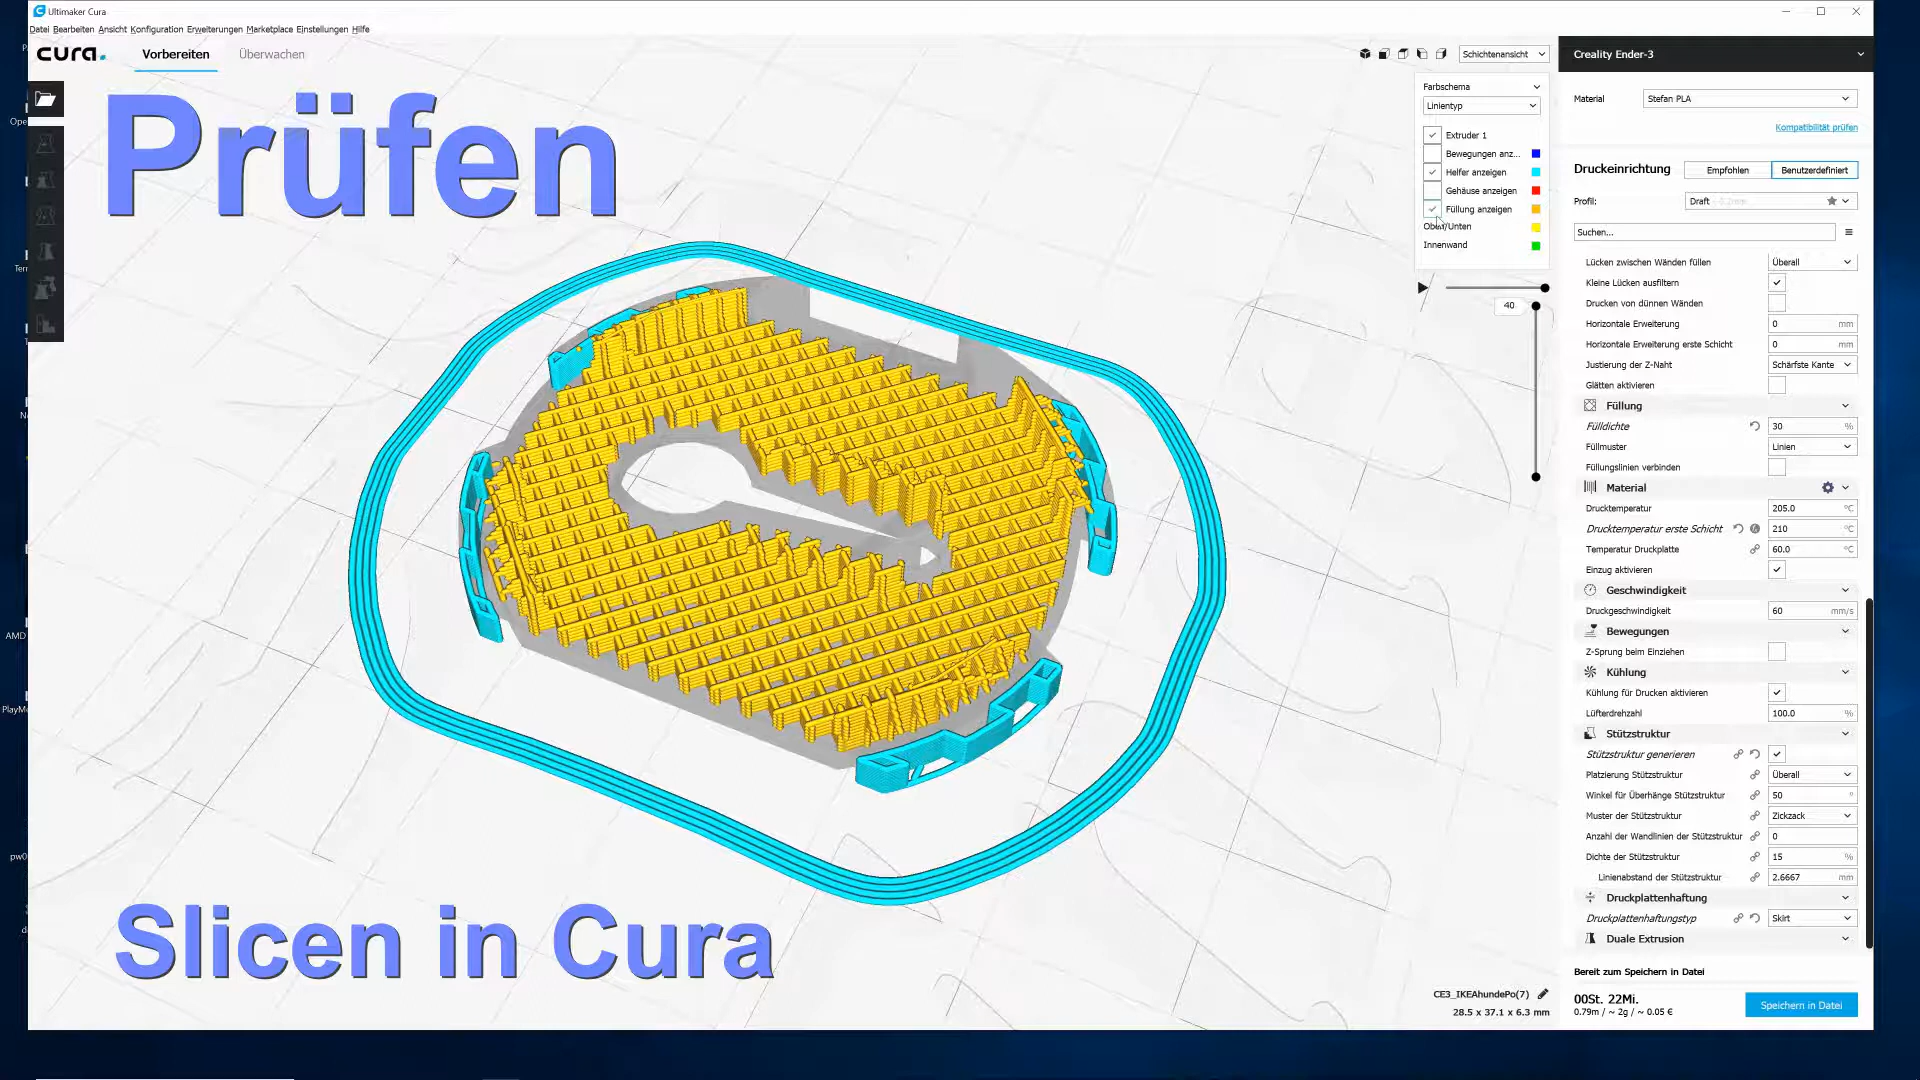 Ultimaker Cura
Datei Bearbeiten Ansicht Konfiguration Erweiterungen Marketplace Einstellungen Hilfe
cura.
Vorbereiten
Überwachen
Schichtenansicht
Creality Ender-3
Prüfen
Farbschema
Linientyp
Extruder 1
Bewegungen anz...
Helfer anzeigen
Gehäuse anzeigen
Füllung anzeigen
Oben/Unten
Innenwand
40
Material
Stefan PLA
Kompatibilität prüfen
Druckeinrichtung
Empfohlen
Benutzerdefiniert
Profil:
Draft - 0.2mm
Suchen...
Lücken zwischen Wänden füllen
Überall
Kleine Lücken ausfiltern
Drucken von dünnen Wänden
Horizontale Erweiterung
0 mm
Horizontale Erweiterung erste Schicht
0 mm
Justierung der Z-Naht
Schärfste Kante
Glätten aktivieren
Füllung
Fülldichte
30 %
Füllmuster
Linien
Füllungslinien verbinden
Material
Drucktemperatur
205.0 °C
Drucktemperatur erste Schicht
210 °C
Temperatur Druckplatte
60.0 °C
Einzug aktivieren
Geschwindigkeit
Druckgeschwindigkeit
60 mm/s
Bewegungen
Z-Sprung beim Einziehen
Kühlung
Kühlung für Drucken aktivieren
Lüfterdrehzahl
100.0 %
Stützstruktur
Stützstruktur generieren
Platzierung Stützstruktur
Überall
Winkel für Überhänge Stützstruktur
50 °
Muster der Stützstruktur
Zickzack
Anzahl der Wandlinien der Stützstruktur
0
Dichte der Stützstruktur
15 %
Linienabstand der Stützstruktur
2.6667 mm
Druckplattenhaftung
Druckplattenhaftungstyp
Skirt
Duale Extrusion
Slicen in Cura
CE3_IKEAhundePo(7)
28.5 x 37.1 x 6.3 mm
Bereit zum Speichern in Datei
00St. 22Mi.
0.79m / ~ 2g / ~ 0.05 €
Speichern in Datei
AMD
PlayMe